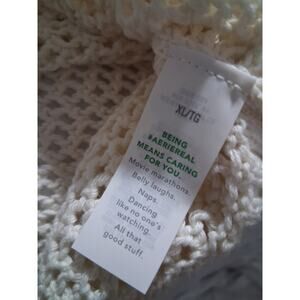 XL/TG
BEING
#AERIEREAL
MEANS CARING
FOR YOU.
Movie marathons.
Belly laughs.
Naps.
Dancing
like no one's
watching.
All that
good stuff.